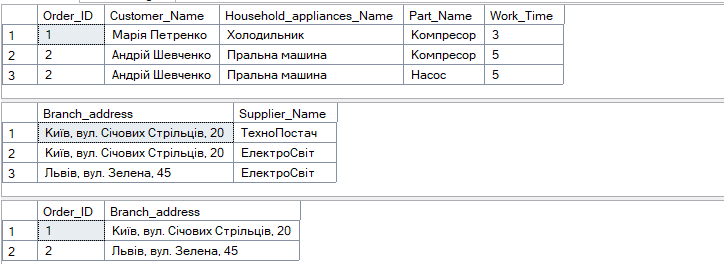 Order_ID Customer_Name Household_appliances_Name Part_Name Work_Time
1 1 Марія Петренко Холодильник Компресор 3
2 2 Андрій Шевченко Пральна машина Компресор 5
3 2 Андрій Шевченко Пральна машина Насос 5
Branch_address Supplier_Name
1 Київ, вул. Січових Стрільців, 20 ТехноПостач
2 Київ, вул. Січових Стрільців, 20 ЕлектроСвіт
3 Львів, вул. Зелена, 45 ЕлектроСвіт
Order_ID Branch_address
1 1 Київ, вул. Січових Стрільців, 20
2 2 Львів, вул. Зелена, 45